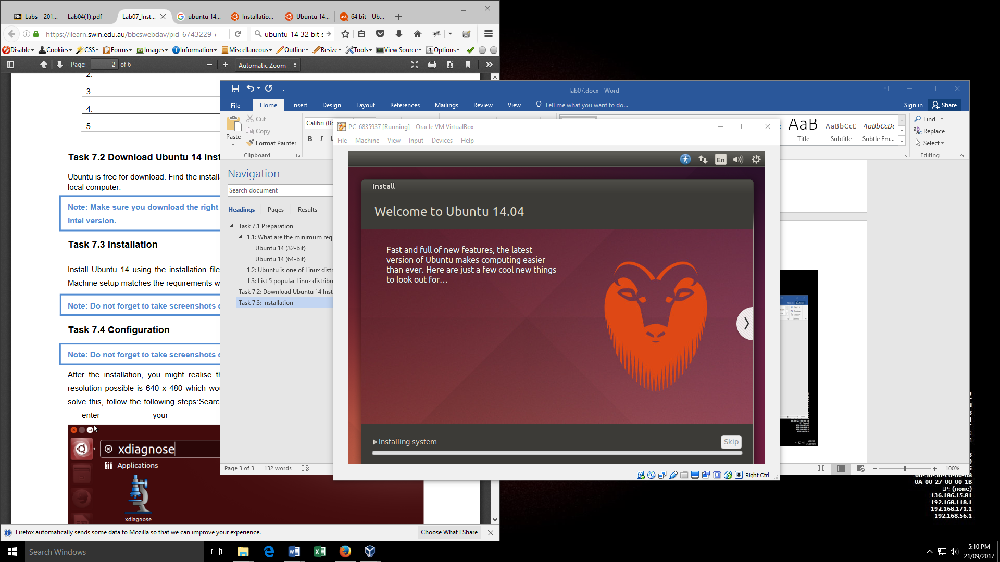 Labs – 201...
Lab04(1).pdf
Lab07_Inst...
ubuntu 14...
Installatio...
Ubuntu 14...
64 bit - Ub...
https://ilearn.swin.edu.au/bbcswebdav/pid-6743229-
ubuntu 14 32 bit s
Disable Cookies CSS Forms Images Information Miscellaneous Outline Resize Tools View Source Options
Page: 2 of 6
Automatic Zoom
2.
3.
4.
5.
Task 7.2 Download Ubuntu 14 Inst
Ubuntu is free for download. Find the install
local computer.
Note: Make sure you download the right
Intel version.
Task 7.3 Installation
Install Ubuntu 14 using the installation file
Machine setup matches the requirements w
Note: Do not forget to take screenshots
Task 7.4 Configuration
Note: Do not forget to take screenshots
After the installation, you might realise th
resolution possible is 640 x 480 which wou
solve this, follow the following steps:Searc
enter your
xdiagnose
Applications
xdiagnose
Firefox automatically sends some data to Mozilla so that we can improve your experience.
Choose What I Share
lab07.docx - Word
File Home Insert Design Layout References Mailings Review View Tell me what you want to do...
Sign in Share
Paste
Cut
Copy
Format Painter
Clipboard
Calibri (Bo
B I U
AaB AaBbCcD AaBbCcDc
Title Subtitle Subtle Em...
Find
Replace
Select
Editing
Navigation
Search document
Headings Pages Results
Task 7.1 Preparation
1.1: What are the minimum requ
Ubuntu 14 (32-bit)
Ubuntu 14 (64-bit)
1.2: Ubuntu is one of Linux distr
1.3: List 5 popular Linux distribu
Task 7.2: Download Ubuntu 14 Inst
Task 7.3: Installation
Page 3 of 3 132 words
100%
PC-6835937 [Running] - Oracle VM VirtualBox
File Machine View Input Devices Help
En
Install
Welcome to Ubuntu 14.04
Fast and full of new features, the latest
version of Ubuntu makes computing easier
than ever. Here are just a few cool new things
to look out for…
Installing system
Skip
Right Ctrl
0A-00-27-00-00-1B
IP: (none)
136.186.15.81
192.168.118.1
192.168.171.1
192.168.56.1
Search Windows
5:10 PM
21/09/2017